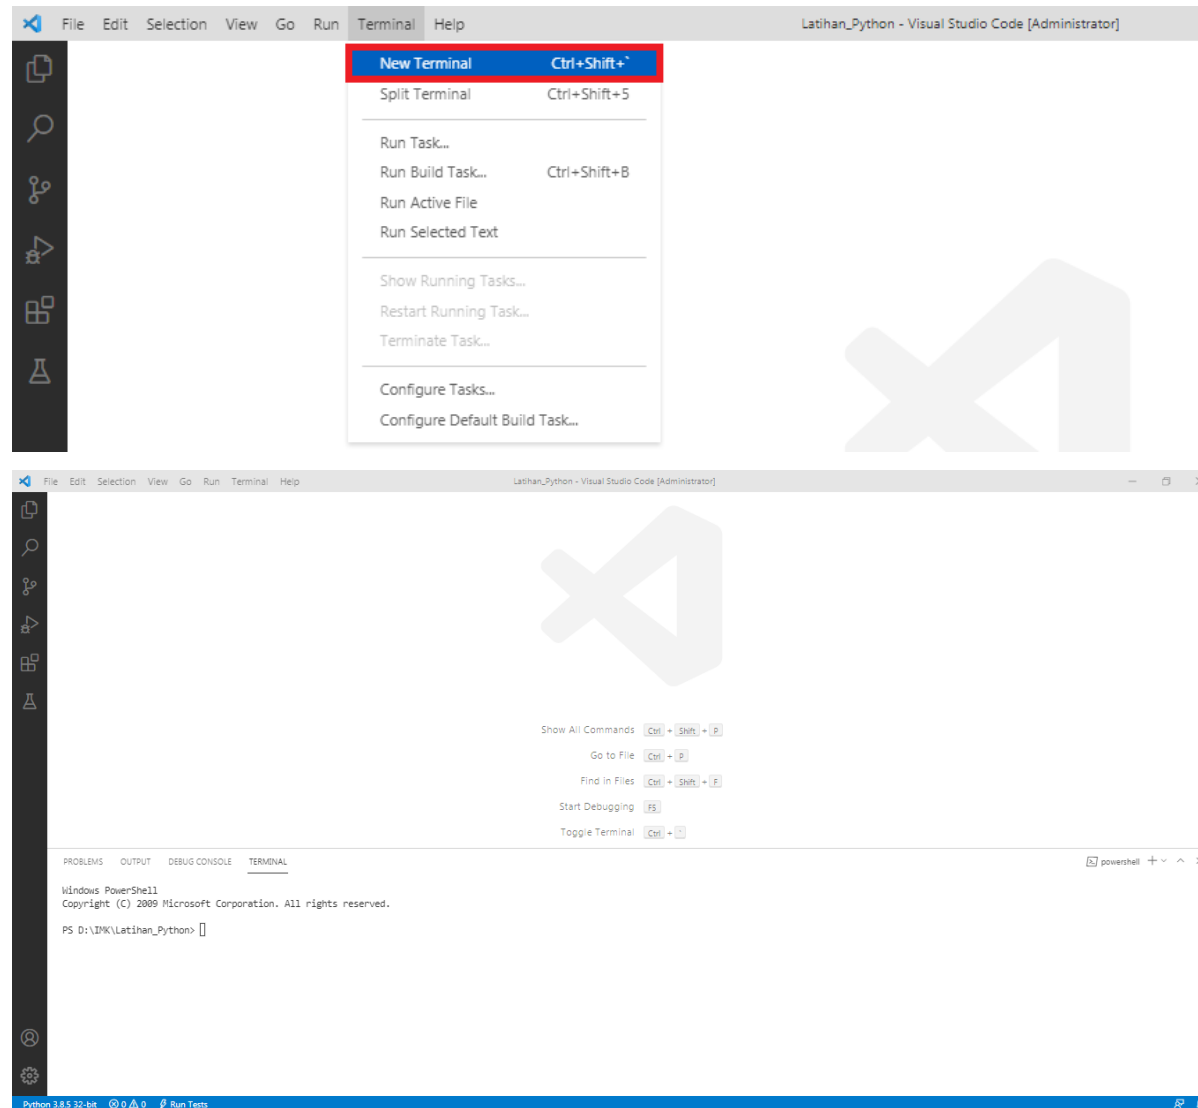 File Edit Selection View Go Run Terminal Help Latihan_Python - Visual Studio Code [Administrator]
New Terminal Ctrl+Shift+`
Split Terminal Ctrl+Shift+5
Run Task...
Run Build Task... Ctrl+Shift+B
Run Active File
Run Selected Text
Show Running Tasks...
Restart Running Task...
Terminate Task...
Configure Tasks...
Configure Default Build Task...
File Edit Selection View Go Run Terminal Help Latihan_Python - Visual Studio Code [Administrator]
Show All Commands Ctrl + Shift + P
Go to File Ctrl + P
Find in Files Ctrl + Shift + F
Start Debugging F5
Toggle Terminal Ctrl + `
PROBLEMS OUTPUT DEBUG CONSOLE TERMINAL powershell
Windows PowerShell
Copyright (C) 2009 Microsoft Corporation. All rights reserved.
PS D:\IMK\Latihan_Python>
Python 3.8.5 32-bit 0 0 Run Tests